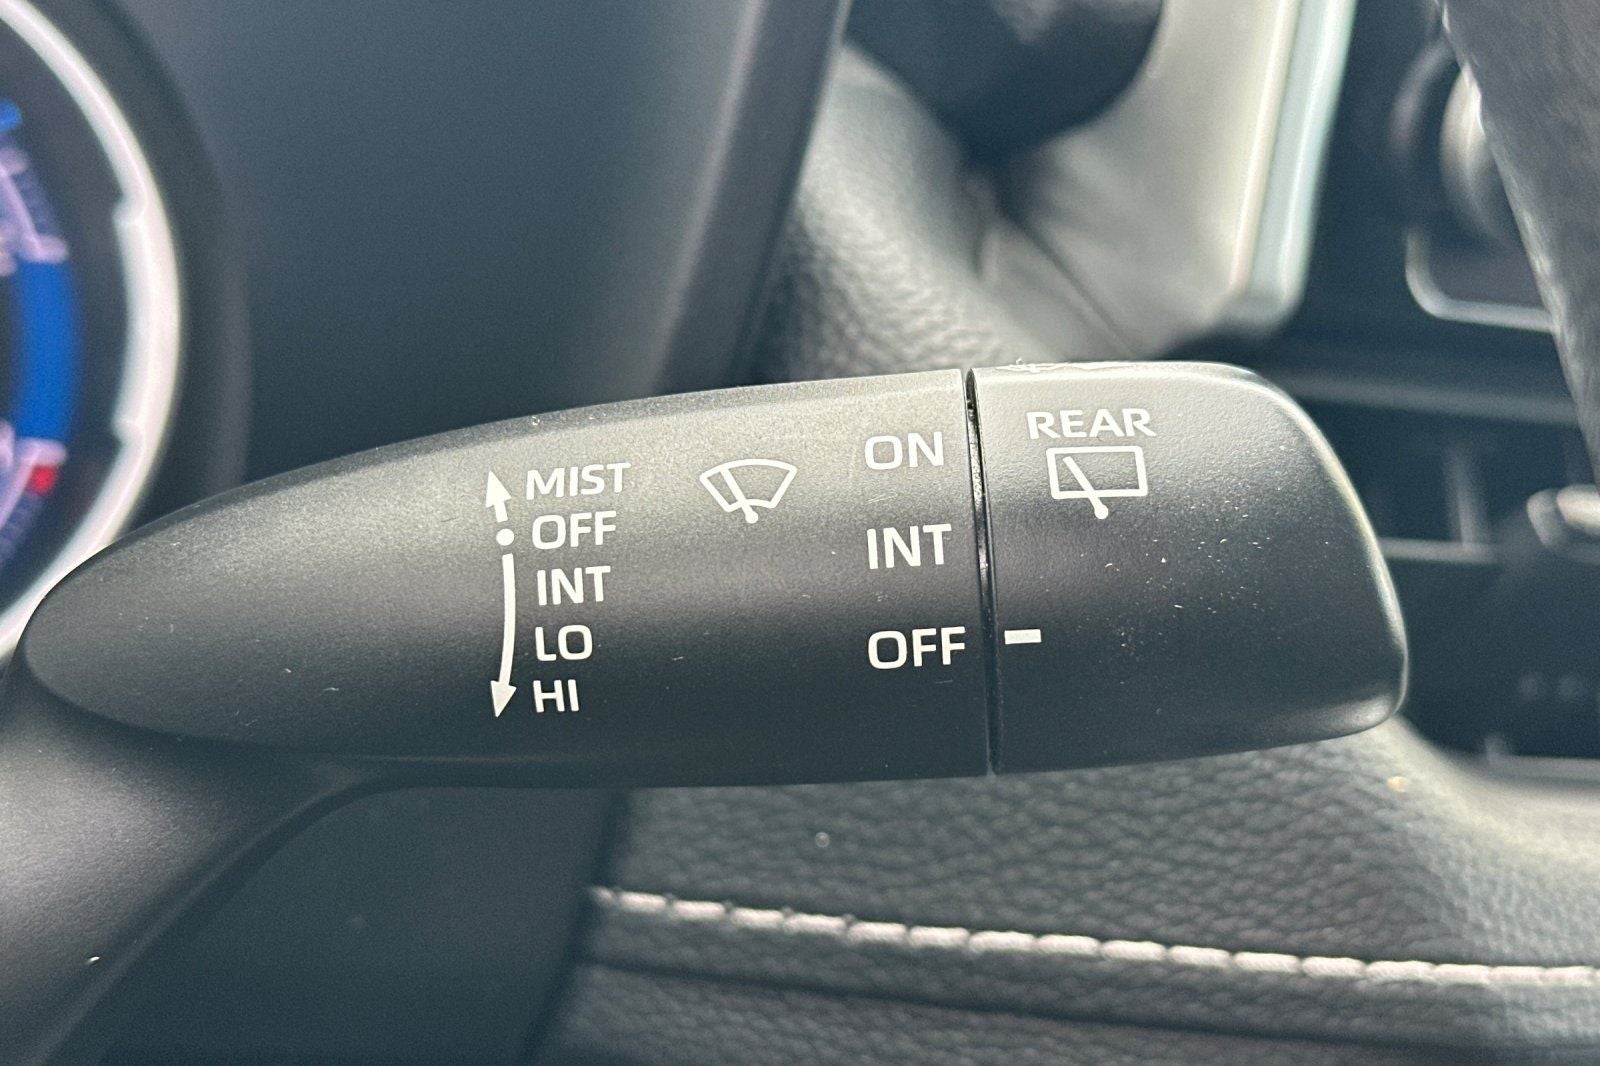 MIST
OFF
INT
LO
HI
ON
INT
OFF
REAR